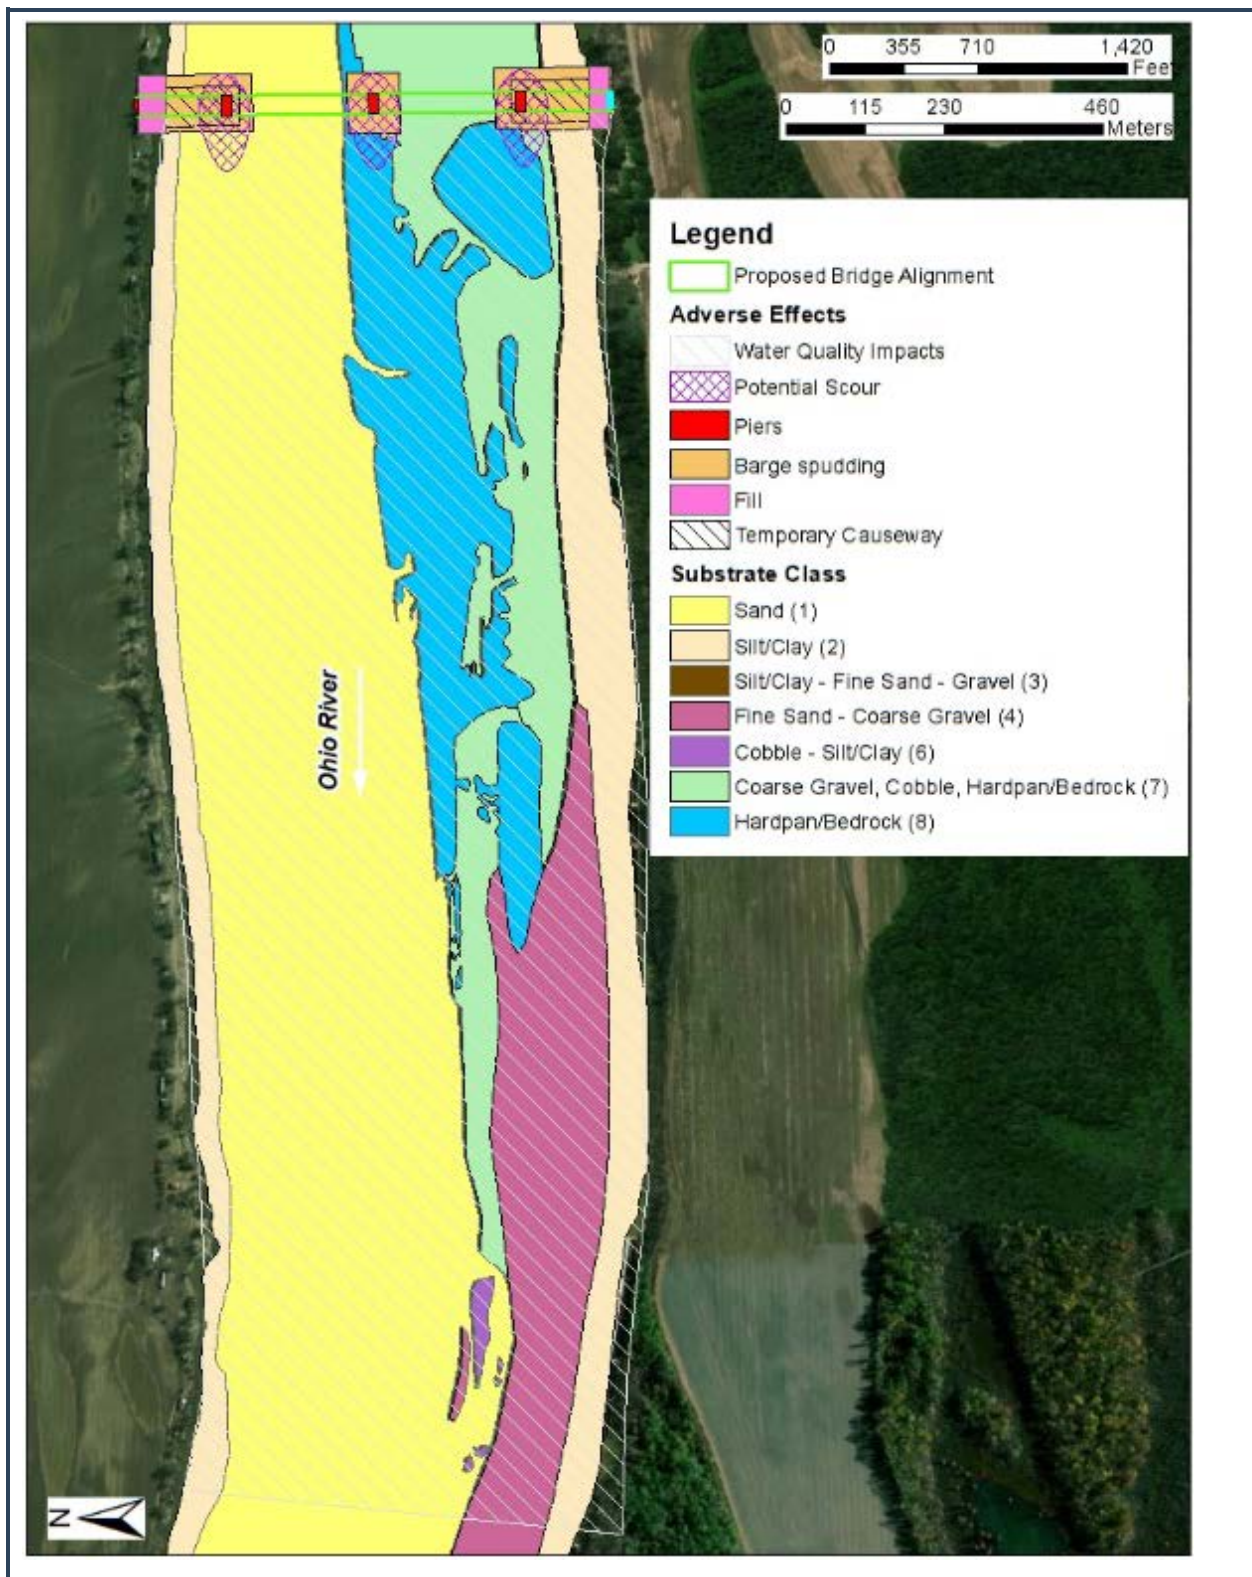 0 355 710 1,420
Feet
0 115 230 460
Meters
Legend
Proposed Bridge Alignment
Adverse Effects
Water Quality Impacts
Potential Scour
Piers
Barge spudding
Fill
Temporary Causeway
Substrate Class
Sand (1)
Silt/Clay (2)
Silt/Clay - Fine Sand - Gravel (3)
Fine Sand - Coarse Gravel (4)
Cobble - Silt/Clay (6)
Coarse Gravel, Cobble, Hardpan/Bedrock (7)
Hardpan/Bedrock (8)
Ohio River
N